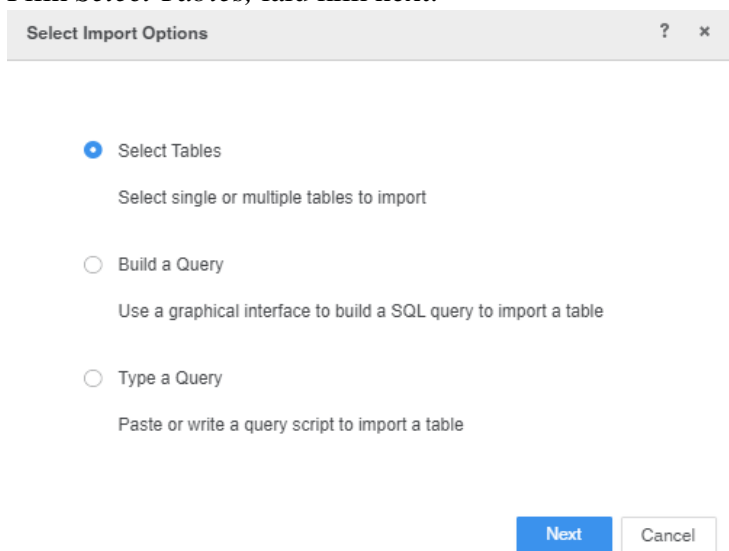 Select Import Options ? ×
Select Tables
Select single or multiple tables to import
Build a Query
Use a graphical interface to build a SQL query to import a table
Type a Query
Paste or write a query script to import a table
Next Cancel